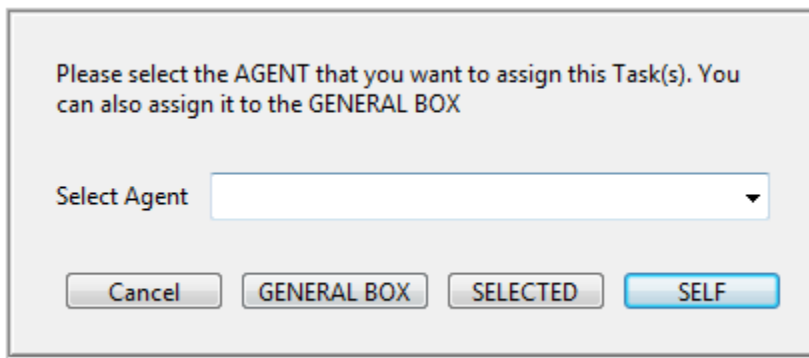 Please select the AGENT that you want to assign this Task(s). You
can also assign it to the GENERAL BOX
Select Agent
Cancel GENERAL BOX SELECTED SELF